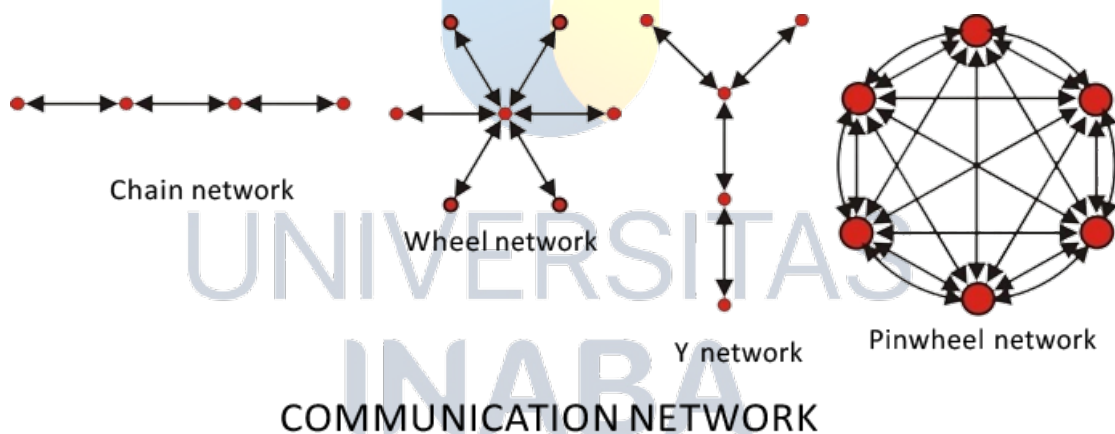 Chain network
Wheel network
Y network
Pinwheel network
UNIVERSITAS
INABA
COMMUNICATION NETWORK